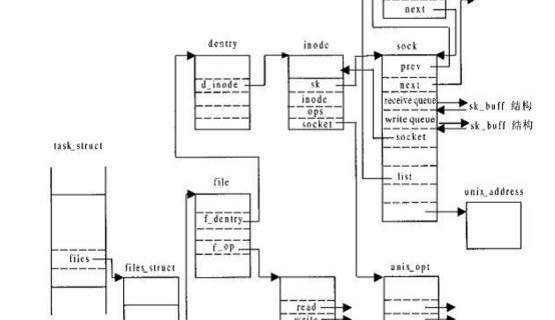 next
dentry
inode
sock
prev
d_inode
sk
next
inode
receive queue
sk_buff 结构
ops
write queue
socket
sk_buff 结构
socket
task_struct
list
file
unix_address
f_dentry
f_op
files
files_struct
unix_opt
read
write